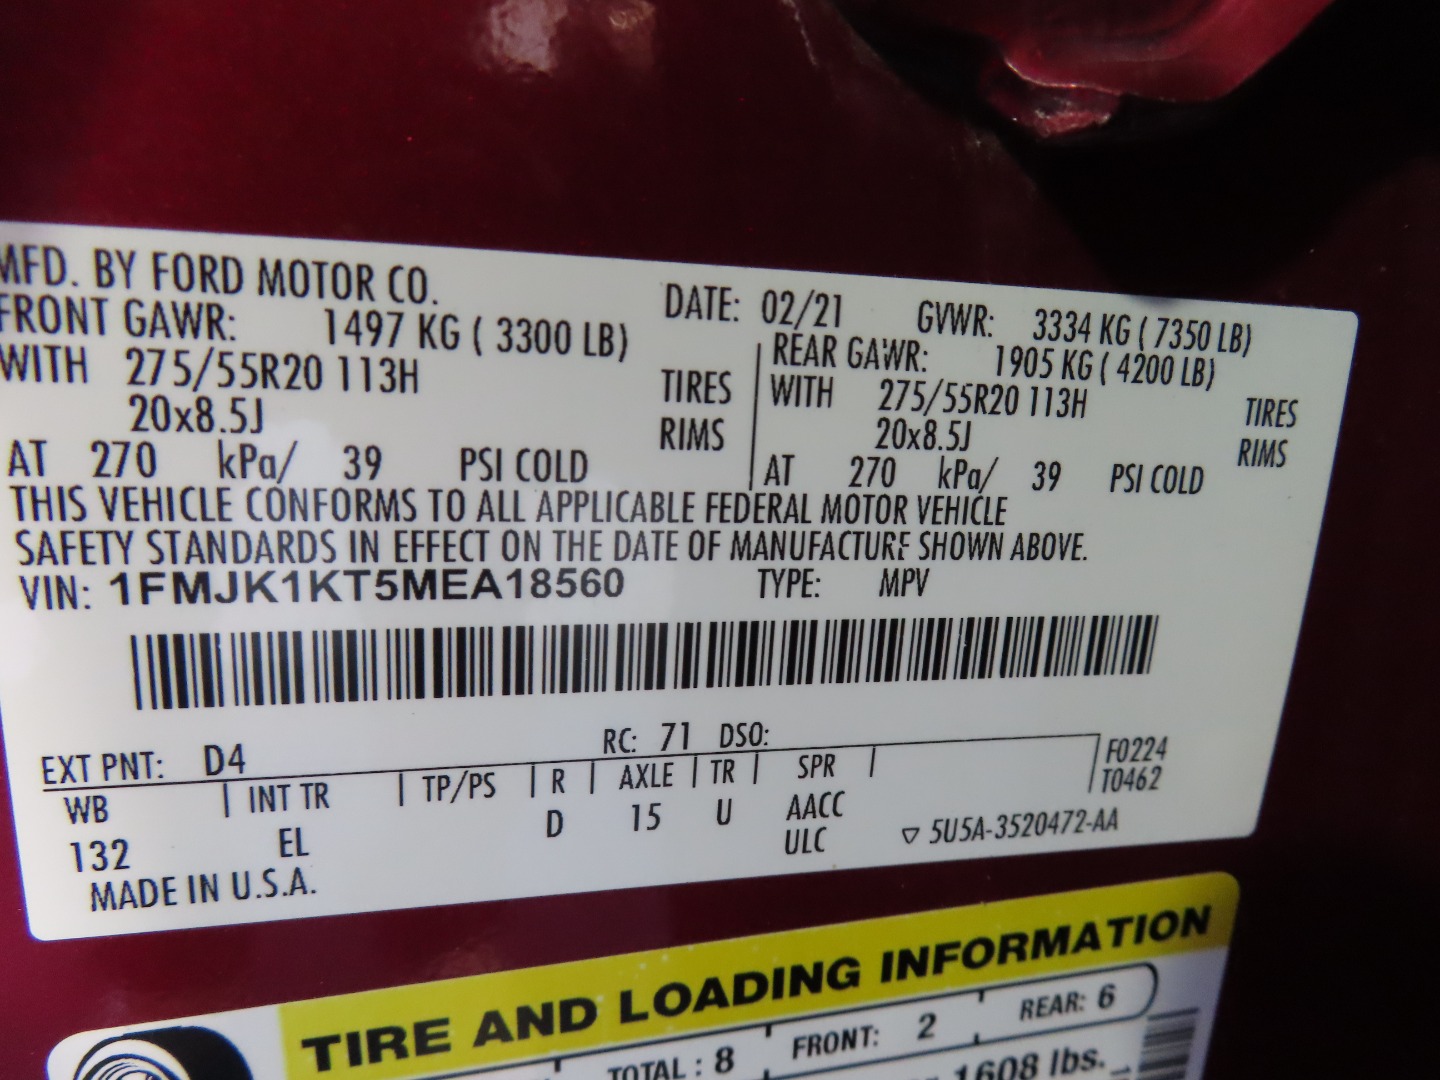 MFD. BY FORD MOTOR CO.
DATE: 02/21 GVWR: 3334 KG ( 7350 LB)
FRONT GAWR: 1497 KG ( 3300 LB) REAR GAWR: 1905 KG ( 4200 LB)
WITH 275/55R20 113H TIRES WITH 275/55R20 113H TIRES
20x8.5J RIMS 20x8.5J RIMS
AT 270 kPa/ 39 PSI COLD AT 270 kPa/ 39 PSI COLD
THIS VEHICLE CONFORMS TO ALL APPLICABLE FEDERAL MOTOR VEHICLE
SAFETY STANDARDS IN EFFECT ON THE DATE OF MANUFACTURE SHOWN ABOVE.
VIN: 1FMJK1KT5MEA18560 TYPE: MPV
EXT PNT: D4 RC: 71 DSO:
WB INT TR TP/PS R AXLE TR SPR F0224
T0462
132 EL D 15 U AACC
ULC ▽ 5U5A-3520472-AA
MADE IN U.S.A.
TIRE AND LOADING INFORMATION
TOTAL : 8 FRONT: 2 REAR: 6
1608 lbs.